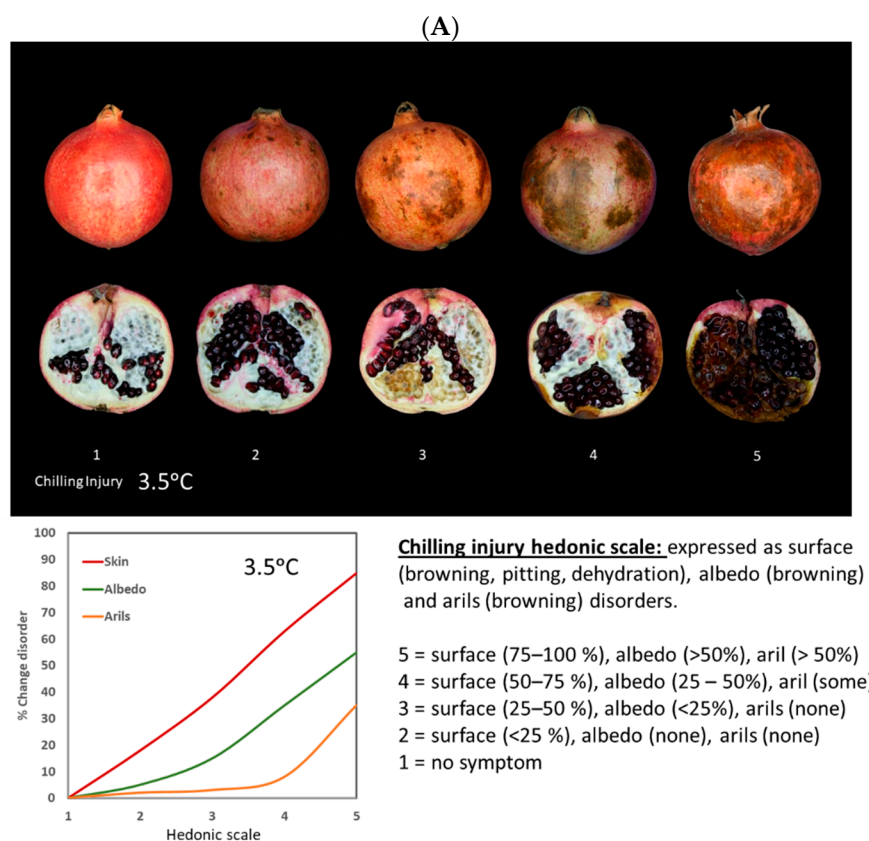 (A)
1 2 3 4 5
Chilling Injury 3.5°C
100
90
80
70
60
50
40
30
20
10
0
Skin
Albedo
Arils
3.5°C
% Change disorder
1 2 3 4 5
Hedonic scale
Chilling injury hedonic scale: expressed as surface
(browning, pitting, dehydration), albedo (browning)
and arils (browning) disorders.
5 = surface (75–100 %), albedo (>50%), aril (> 50%)
4 = surface (50–75 %), albedo (25 – 50%), aril (some)
3 = surface (25–50 %), albedo (<25%), arils (none)
2 = surface (<25 %), albedo (none), arils (none)
1 = no symptom